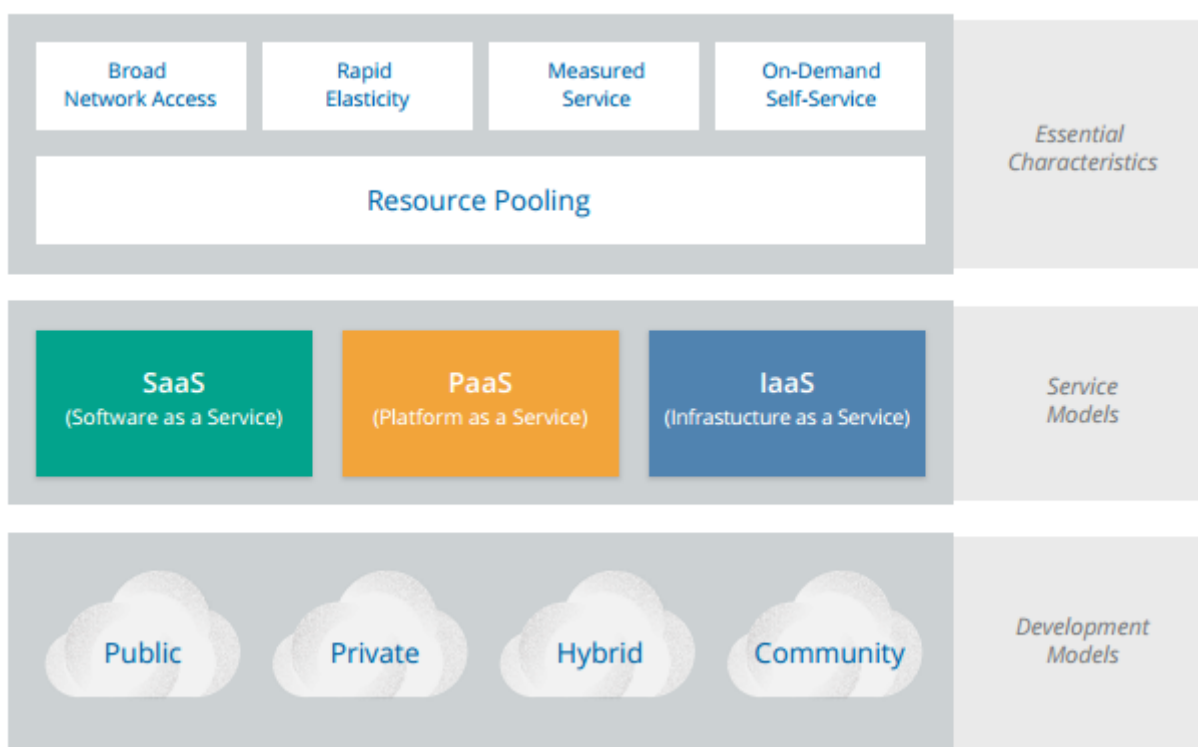 Broad
Network Access
Rapid
Elasticity
Measured
Service
On-Demand
Self-Service
Essential
Characteristics
Resource Pooling
SaaS
(Software as a Service)
PaaS
(Platform as a Service)
IaaS
(Infrastucture as a Service)
Service
Models
Public
Private
Hybrid
Community
Development
Models